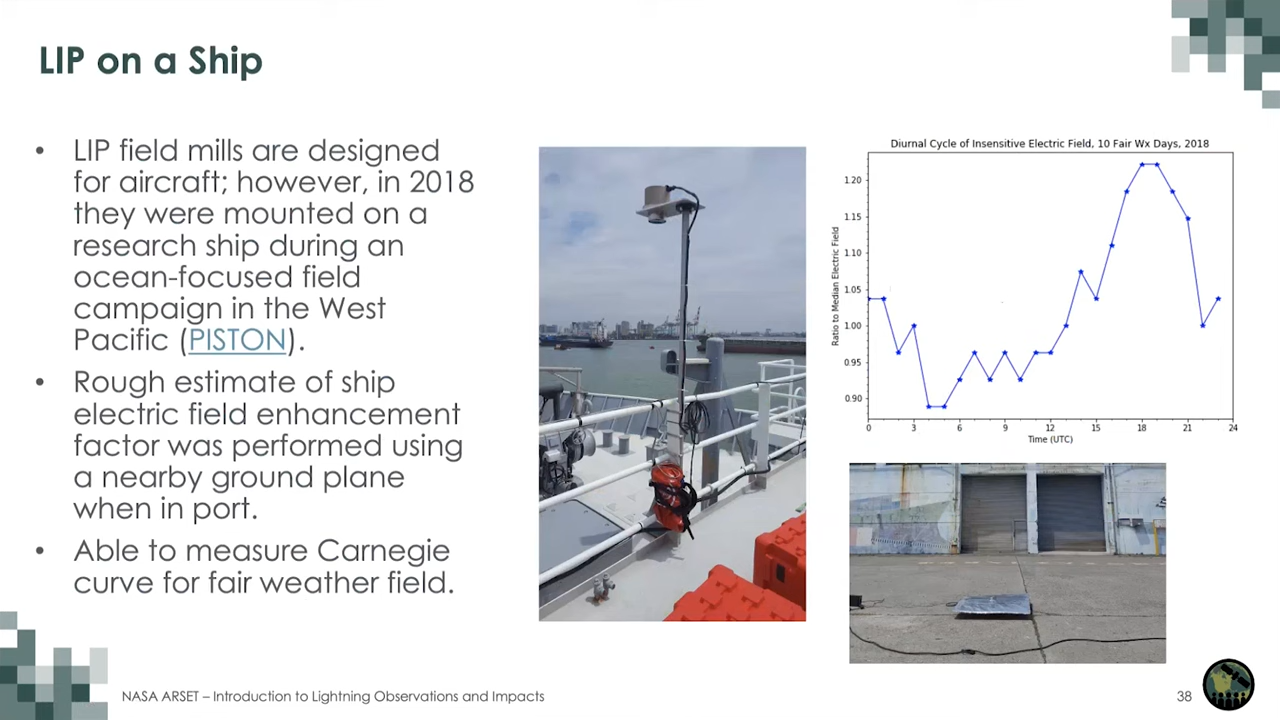 LIP on a Ship
• LIP field mills are designed
for aircraft; however, in 2018
they were mounted on a
research ship during an
ocean-focused field
campaign in the West
Pacific (PISTON).
• Rough estimate of ship
electric field enhancement
factor was performed using
a nearby ground plane
when in port.
• Able to measure Carnegie
curve for fair weather field.
Diurnal Cycle of Insensitive Electric Field, 10 Fair Wx Days, 2018
Ratio to Median Electric Field
1.20
1.15
1.10
1.05
1.00
0.95
0.90
0 3 6 9 12 15 18 21 24
Time (UTC)
NASA ARSET – Introduction to Lightning Observations and Impacts
38